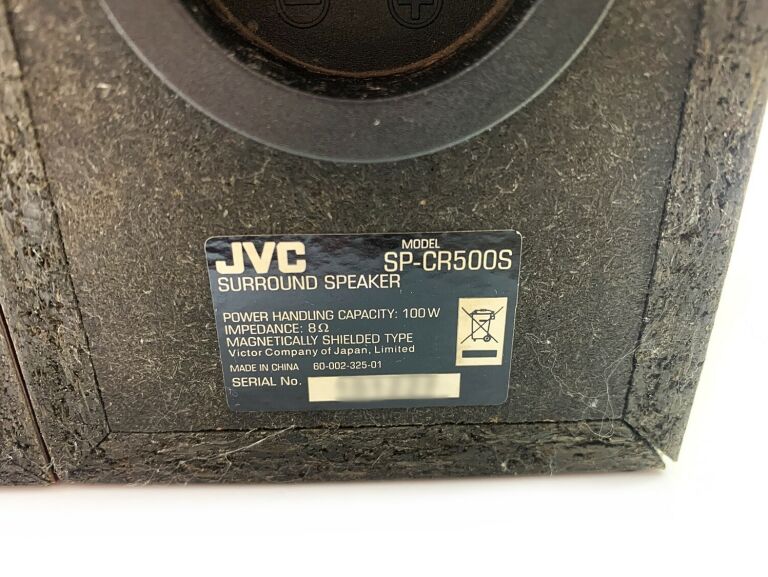 JVC
MODEL
SP-CR500S
SURROUND SPEAKER
POWER HANDLING CAPACITY: 100W
IMPEDANCE: 8Ω
MAGNETICALLY SHIELDED TYPE
Victor Company of Japan, Limited
MADE IN CHINA 60-002-325-01
SERIAL No.